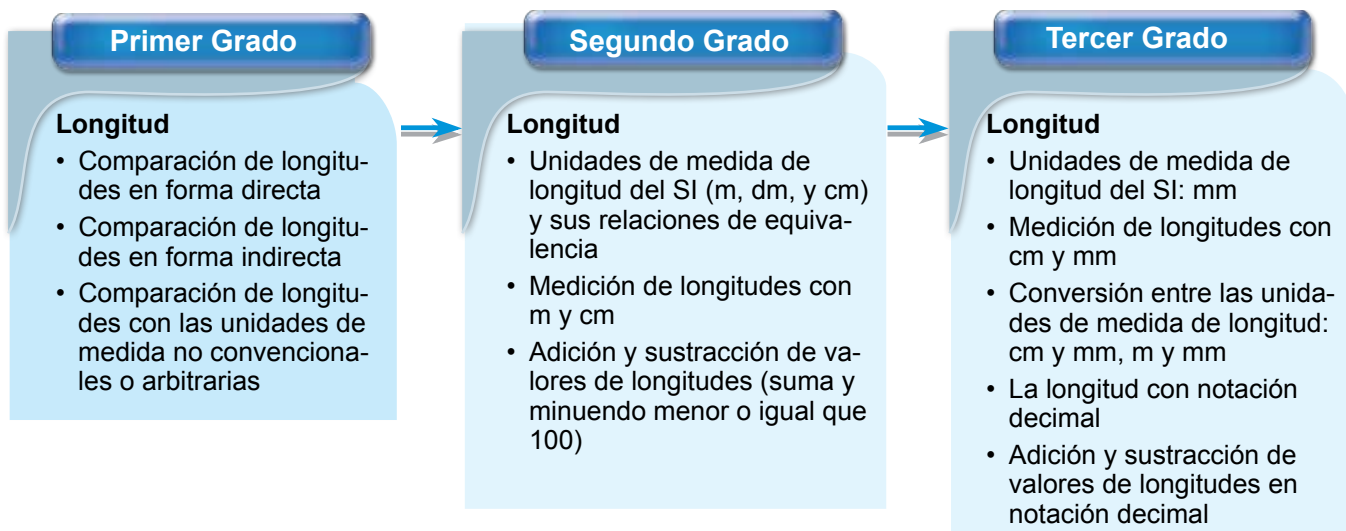 Primer Grado
Longitud
• Comparación de longitu-
des en forma directa
• Comparación de longitu-
des en forma indirecta
• Comparación de longitu-
des con las unidades de
medida no convenciona-
les o arbitrarias
Segundo Grado
Longitud
• Unidades de medida de
longitud del SI (m, dm, y cm)
y sus relaciones de equiva-
lencia
• Medición de longitudes con
m y cm
• Adición y sustracción de va-
lores de longitudes (suma y
minuendo menor o igual que
100)
Tercer Grado
Longitud
• Unidades de medida de
longitud del SI: mm
• Medición de longitudes con
cm y mm
• Conversión entre las unida-
des de medida de longitud:
cm y mm, m y mm
• La longitud con notación
decimal
• Adición y sustracción de
valores de longitudes en
notación decimal